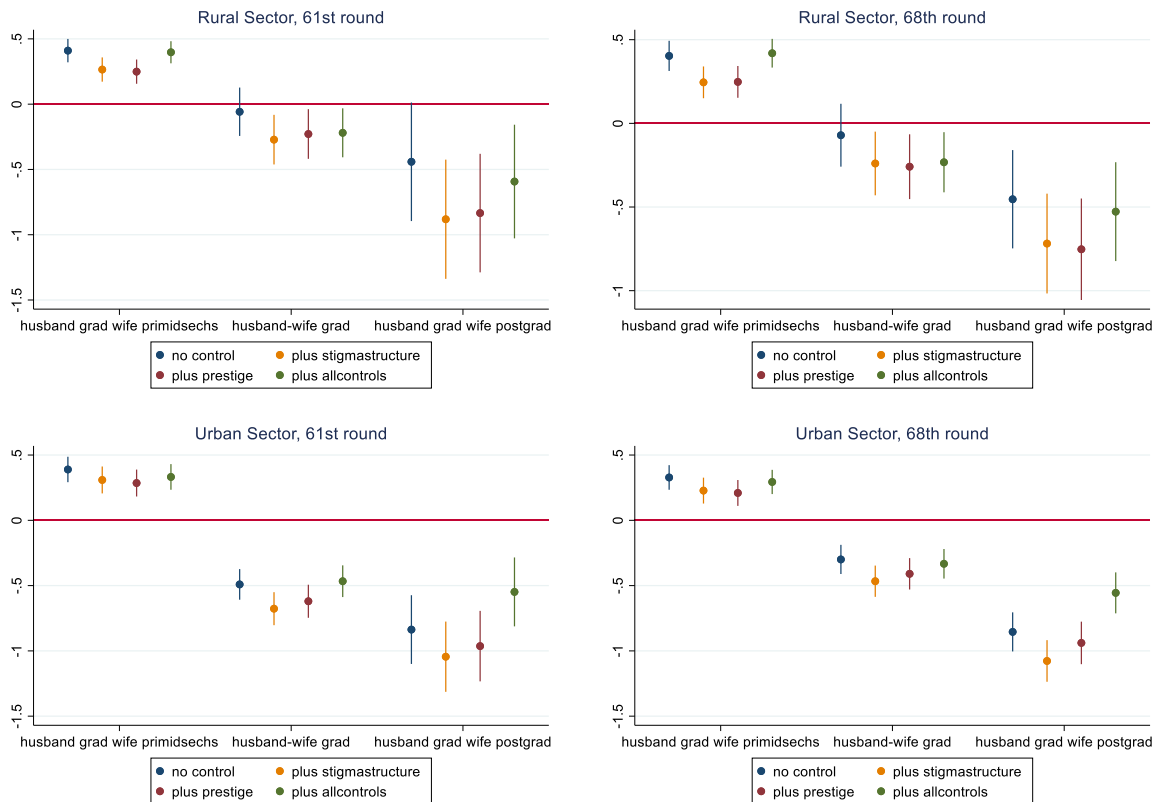 Rural Sector, 61st round
.5
0
-.5
-1
-1.5
husband grad wife primidsechs husband-wife grad husband grad wife postgrad
no control plus stigmastructure
plus prestige plus allcontrols
Rural Sector, 68th round
.5
0
-.5
-1
husband grad wife primidsechs husband-wife grad husband grad wife postgrad
no control plus stigmastructure
plus prestige plus allcontrols
Urban Sector, 61st round
.5
0
-.5
-1
-1.5
husband grad wife primidsechs husband-wife grad husband grad wife postgrad
no control plus stigmastructure
plus prestige plus allcontrols
Urban Sector, 68th round
.5
0
-.5
-1
-1.5
husband grad wife primidsechs husband-wife grad husband grad wife postgrad
no control plus stigmastructure
plus prestige plus allcontrols